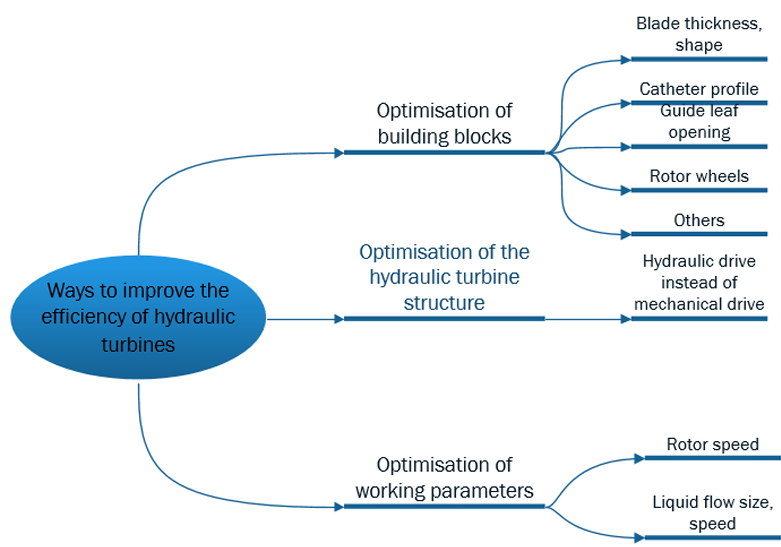 Ways to improve the
efficiency of hydraulic
turbines
Optimisation of
building blocks
Blade thickness,
shape
Catheter profile
Guide leaf
opening
Rotor wheels
Others
Optimisation of the
hydraulic turbine
structure
Hydraulic drive
instead of
mechanical drive
Optimisation of
working parameters
Rotor speed
Liquid flow size,
speed